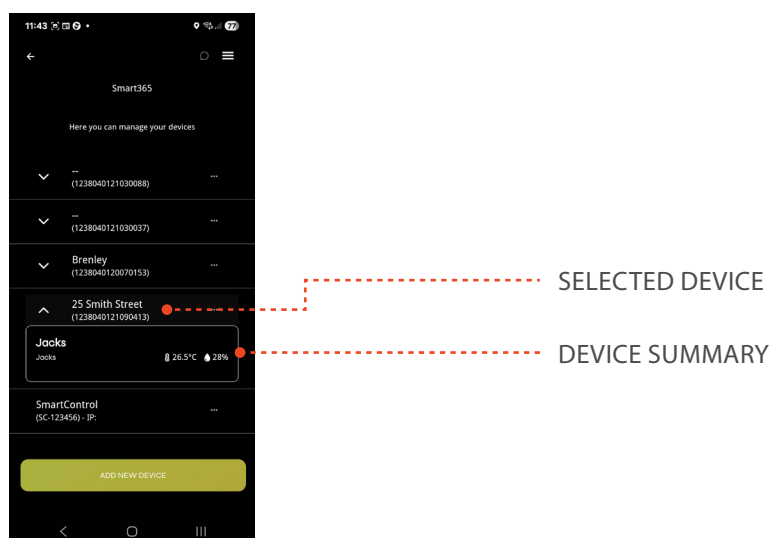 11:43
77
Smart365
Here you can manage your devices
--
(1238040121030088)
...
--
(1238040121030037)
...
Brenley
(1238040120070153)
...
25 Smith Street
(1238040121090413)
...
SELECTED DEVICE
Jacks
Jacks
26.5°C 28%
DEVICE SUMMARY
SmartControl
(SC-123456) - IP:
...
ADD NEW DEVICE